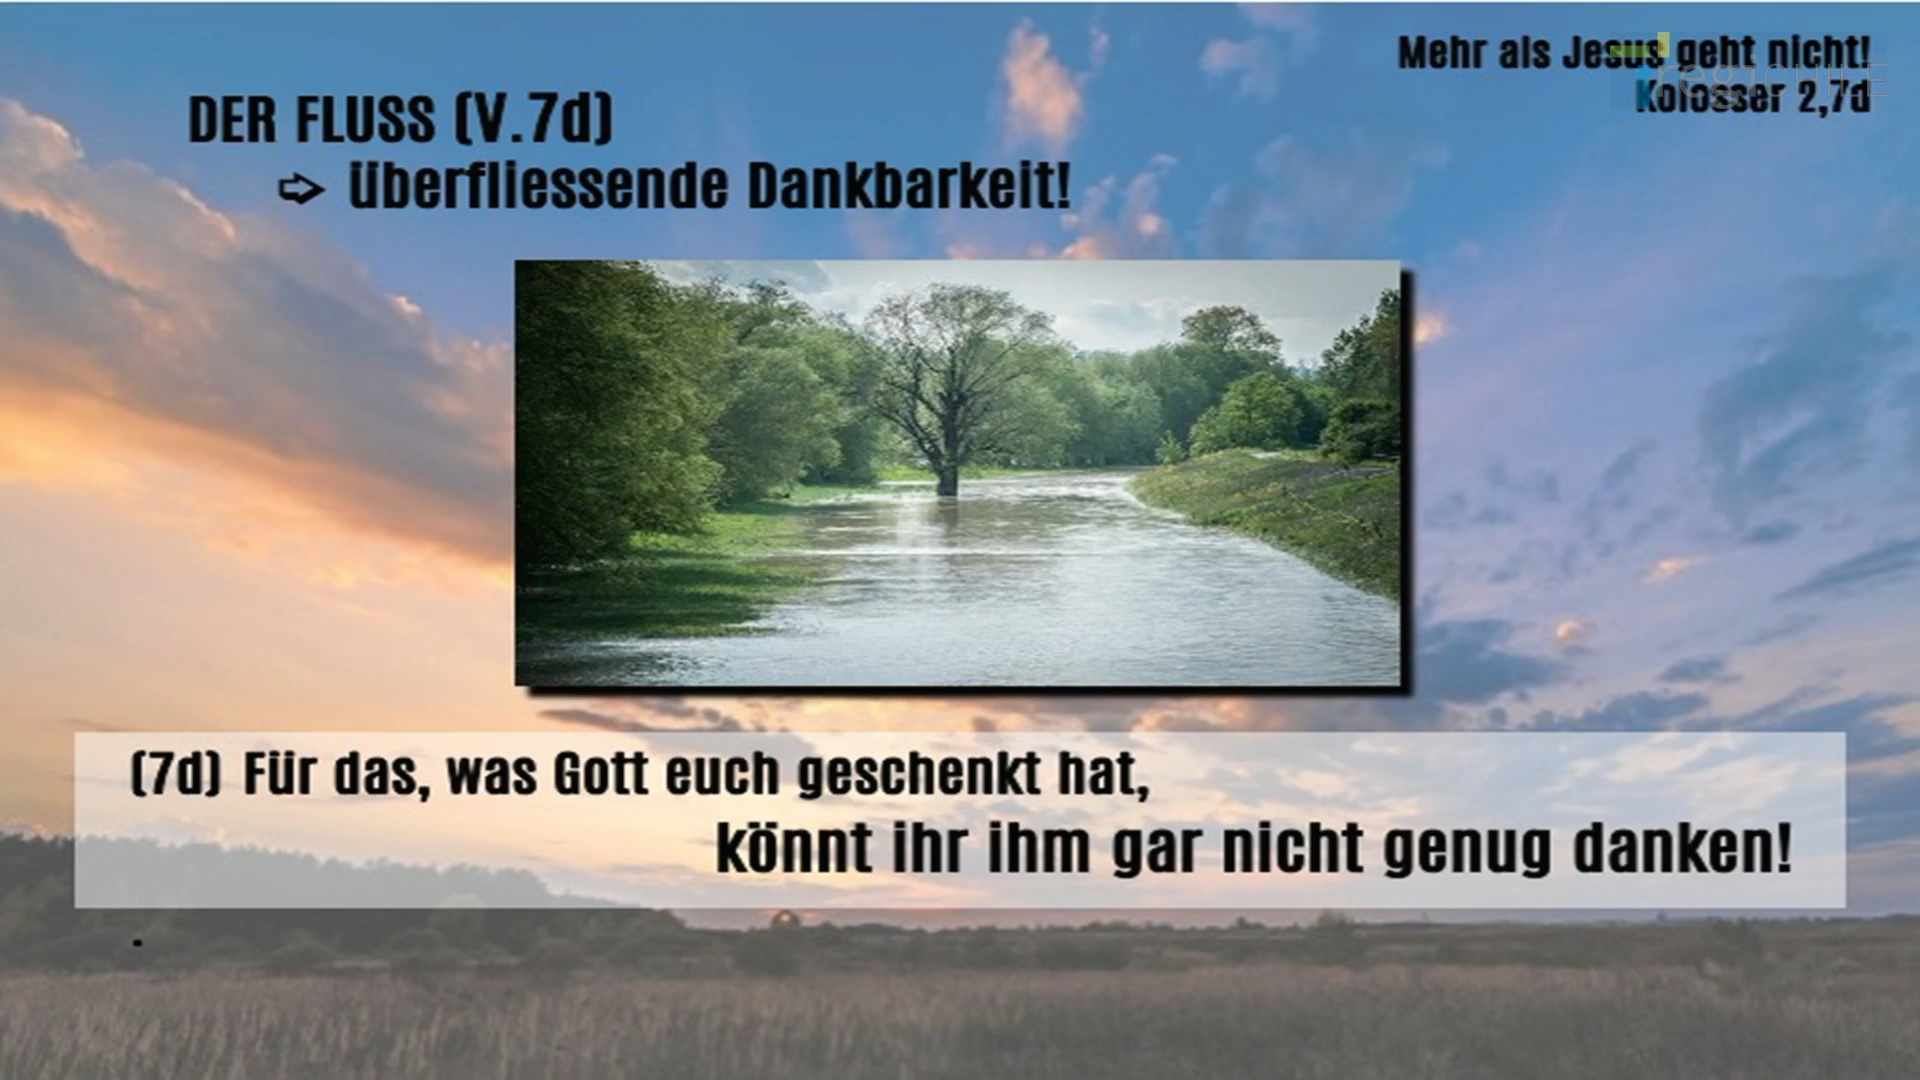 Mehr als Jesus geht nicht!
Kolosser 2,7d
DER FLUSS (V.7d)
➩ überfliessende Dankbarkeit!
(7d) Für das, was Gott euch geschenkt hat,
könnt ihr ihm gar nicht genug danken!
.